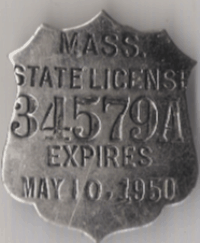 MASS.
STATE LICENSE
34579A
EXPIRES
MAY 10, 1950